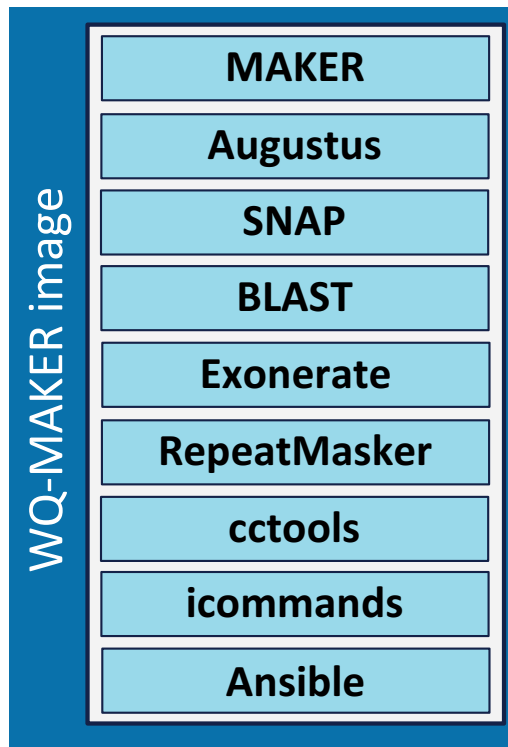 WQ-MAKER image
MAKER
Augustus
SNAP
BLAST
Exonerate
RepeatMasker
cctools
icommands
Ansible